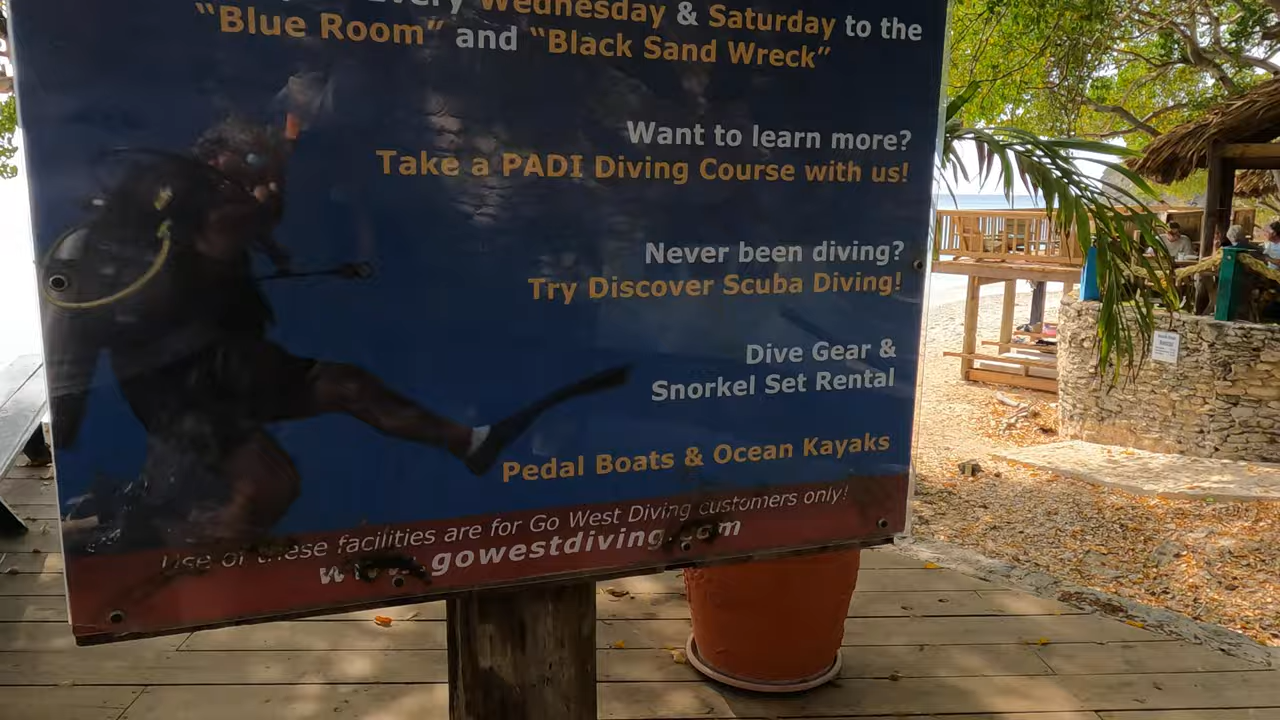 Every Wednesday & Saturday to the
“Blue Room” and “Black Sand Wreck”
Want to learn more?
Take a PADI Diving Course with us!
Never been diving?
Try Discover Scuba Diving!
Dive Gear &
Snorkel Set Rental
Pedal Boats & Ocean Kayaks
Use of these facilities are for Go West Diving customers only!
www.gowestdiving.com